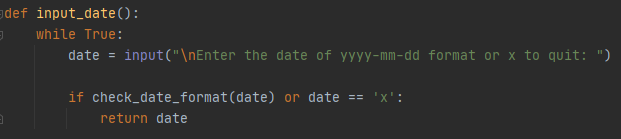 def input_date():
    while True:
        date = input("\nEnter the date of yyyy-mm-dd format or x to quit: ")
        if check_date_format(date) or date == 'x':
            return date